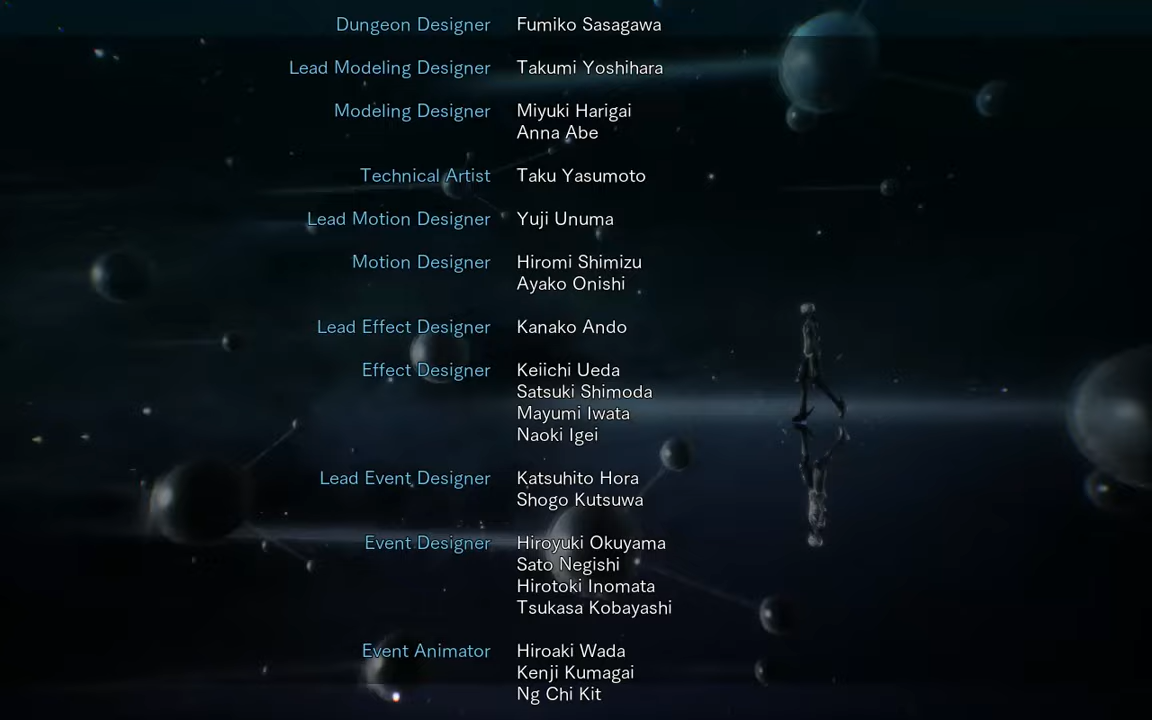 Dungeon Designer Fumiko Sasagawa
Lead Modeling Designer Takumi Yoshihara
Modeling Designer Miyuki Harigai
Anna Abe
Technical Artist Taku Yasumoto
Lead Motion Designer Yuji Unuma
Motion Designer Hiromi Shimizu
Ayako Onishi
Lead Effect Designer Kanako Ando
Effect Designer Keiichi Ueda
Satsuki Shimoda
Mayumi Iwata
Naoki Igei
Lead Event Designer Katsuhito Hora
Shogo Kutsuwa
Event Designer Hiroyuki Okuyama
Sato Negishi
Hirotoki Inomata
Tsukasa Kobayashi
Event Animator Hiroaki Wada
Kenji Kumagai
Ng Chi Kit